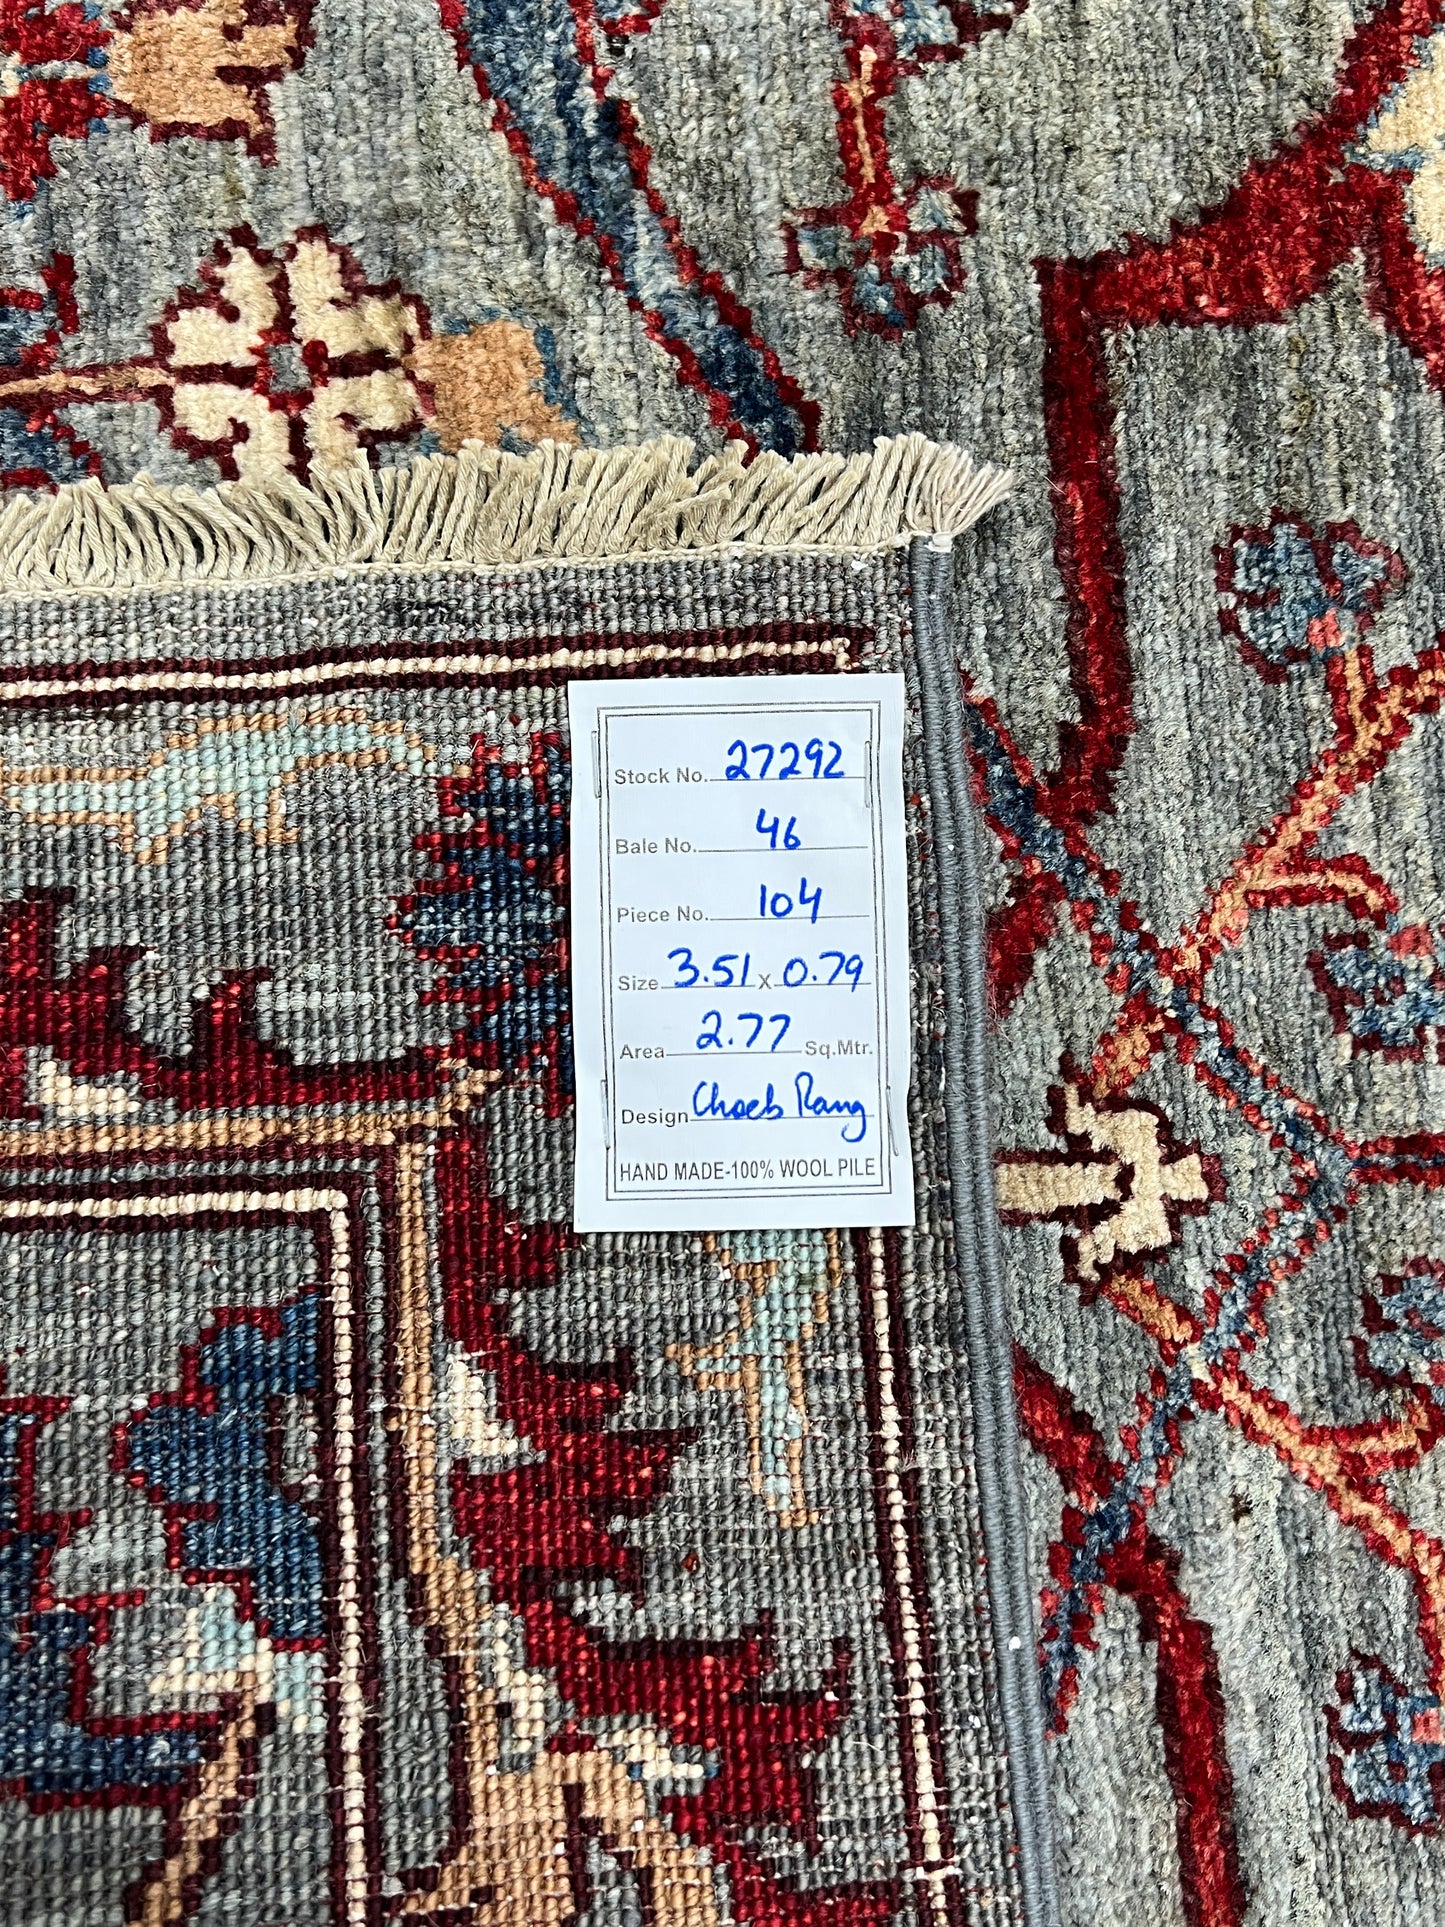 Stock No. 27292
Bale No. 46
Piece No. 104
Size 3.51 x 0.79
Area 2.77 Sq.Mtr.
Design Choeb Rang
HAND MADE-100% WOOL PILE